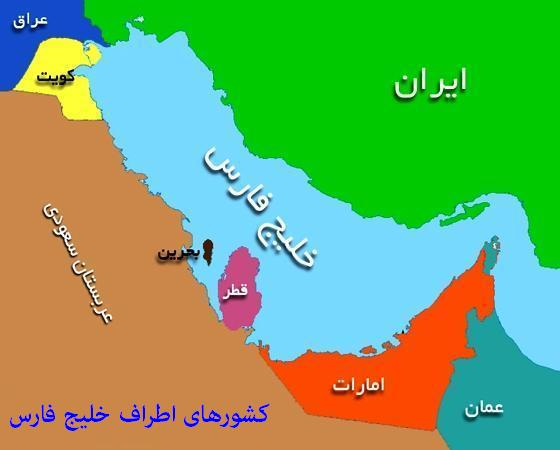 عراق
کویت
ایران
خلیج فارس
عربستان سعودی
بحرین
قطر
امارات
عمان
کشورهای اطراف خلیج فارس